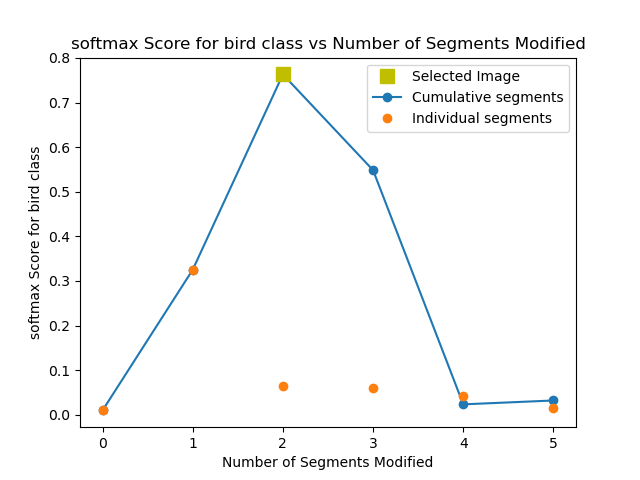 softmax Score for bird class vs Number of Segments Modified
Selected Image
Cumulative segments
Individual segments
softmax Score for bird class
0.8
0.7
0.6
0.5
0.4
0.3
0.2
0.1
0.0
0 1 2 3 4 5
Number of Segments Modified